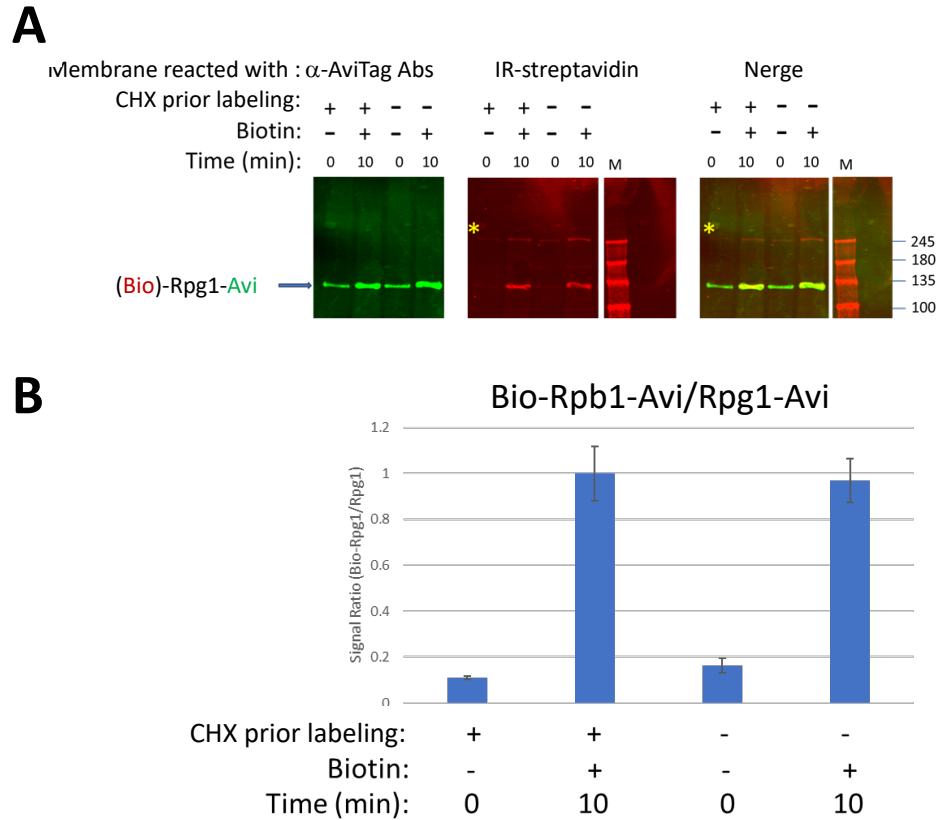 A
Membrane reacted with : α-AviTag Abs IR-streptavidin Nerge
CHX prior labeling: + + - - + + - - + + - -
Biotin: - + - + - + - + - + - +
Time (min): 0 10 0 10 0 10 0 10 M 0 10 0 10 M
* *
245
180
(Bio)-Rpg1-Avi 135
100
B
Bio-Rpb1-Avi/Rpg1-Avi
Signal Ratio (Bio-Rpg1/Rpg1)
1.2
1
0.8
0.6
0.4
0.2
0
CHX prior labeling: + + - -
Biotin: - + - +
Time (min): 0 10 0 10